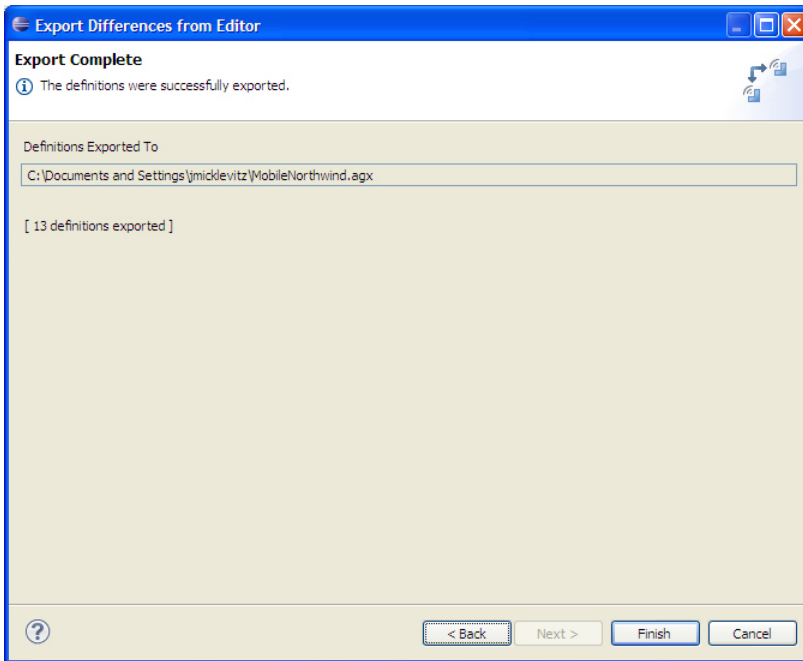 Export Differences from Editor
Export Complete
The definitions were successfully exported.
Definitions Exported To
C:\Documents and Settings\jmicklevitz\MobileNorthwind.agx
[ 13 definitions exported ]
?
< Back
Next >
Finish
Cancel